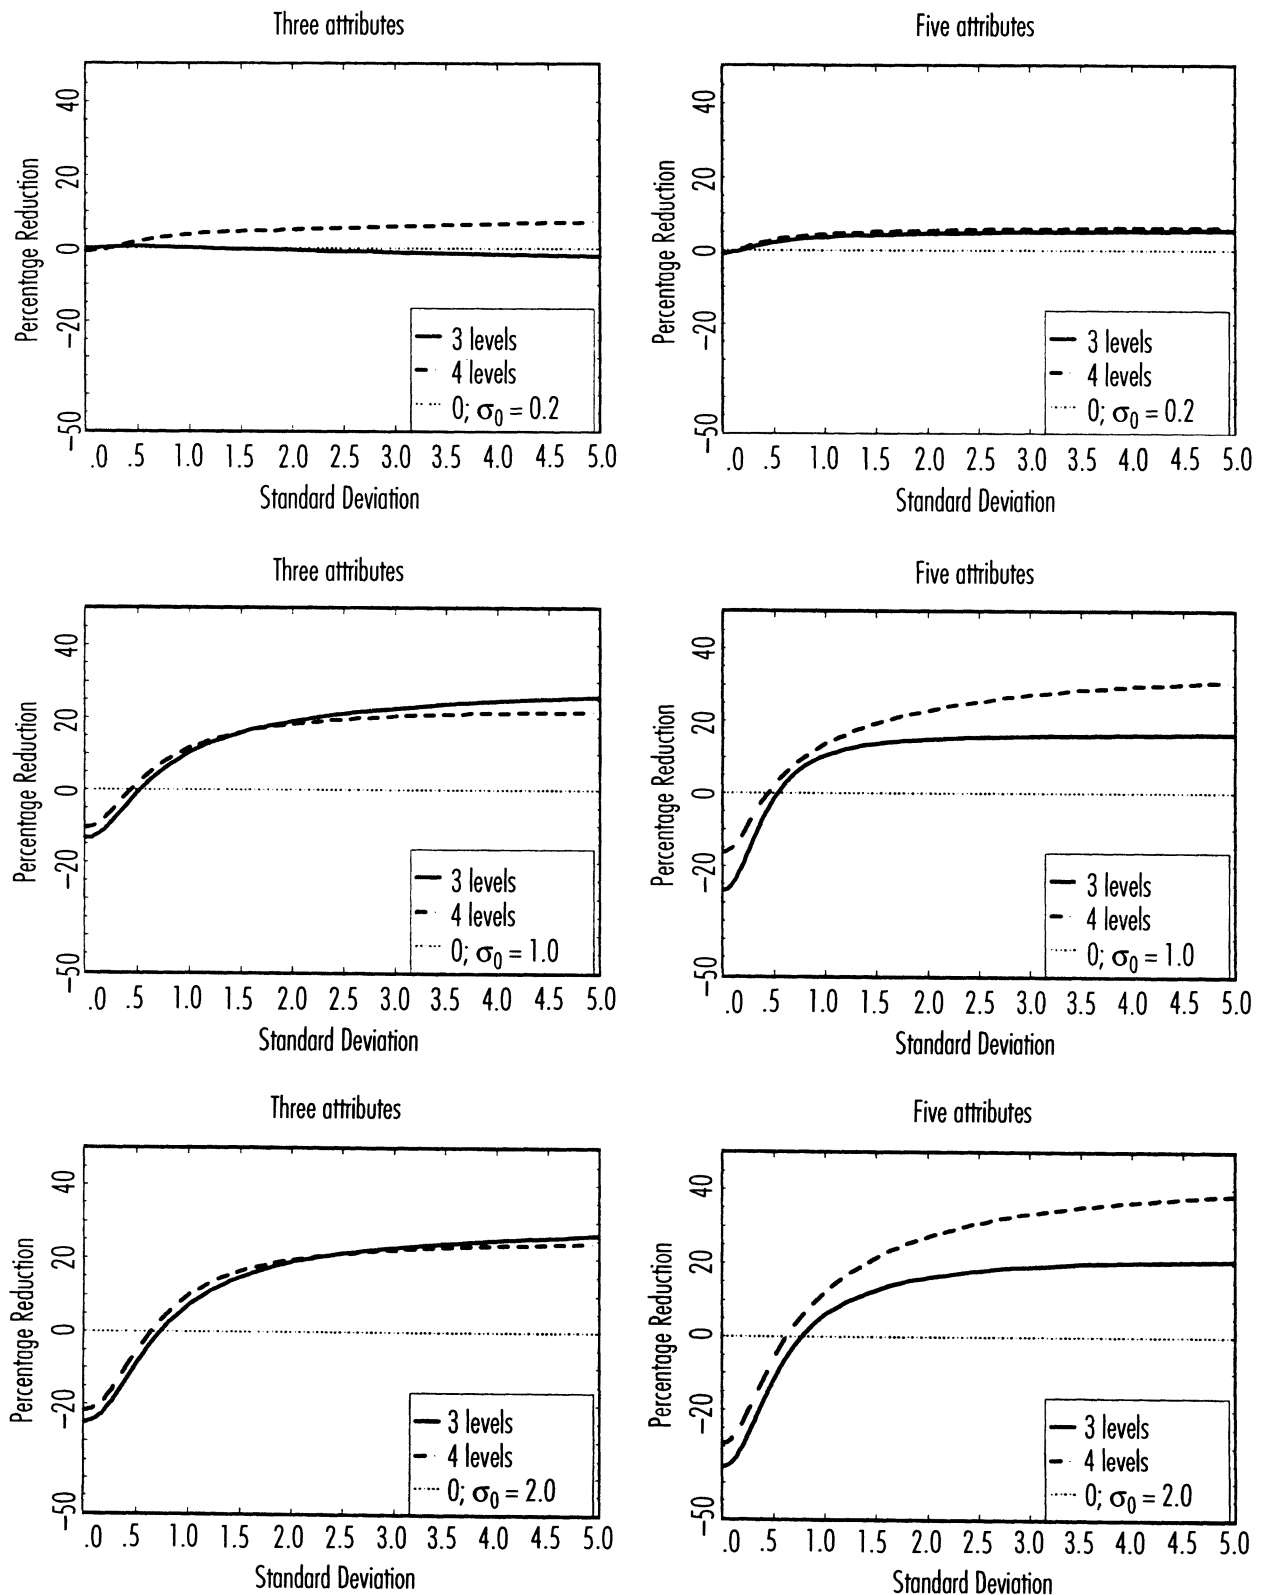 Three attributes
Percentage Reduction
40
20
0
−20
−50
3 levels
4 levels
0; σ0 = 0.2
.0 .5 1.0 1.5 2.0 2.5 3.0 3.5 4.0 4.5 5.0
Standard Deviation
Five attributes
Percentage Reduction
40
20
0
−20
−50
3 levels
4 levels
0; σ0 = 0.2
.0 .5 1.0 1.5 2.0 2.5 3.0 3.5 4.0 4.5 5.0
Standard Deviation
Three attributes
Percentage Reduction
40
20
0
−20
−50
3 levels
4 levels
0; σ0 = 1.0
.0 .5 1.0 1.5 2.0 2.5 3.0 3.5 4.0 4.5 5.0
Standard Deviation
Five attributes
Percentage Reduction
40
20
0
−20
−50
3 levels
4 levels
0; σ0 = 1.0
.0 .5 1.0 1.5 2.0 2.5 3.0 3.5 4.0 4.5 5.0
Standard Deviation
Three attributes
Percentage Reduction
40
20
0
−20
−50
3 levels
4 levels
0; σ0 = 2.0
.0 .5 1.0 1.5 2.0 2.5 3.0 3.5 4.0 4.5 5.0
Standard Deviation
Five attributes
Percentage Reduction
40
20
0
−20
−50
3 levels
4 levels
0; σ0 = 2.0
.0 .5 1.0 1.5 2.0 2.5 3.0 3.5 4.0 4.5 5.0
Standard Deviation